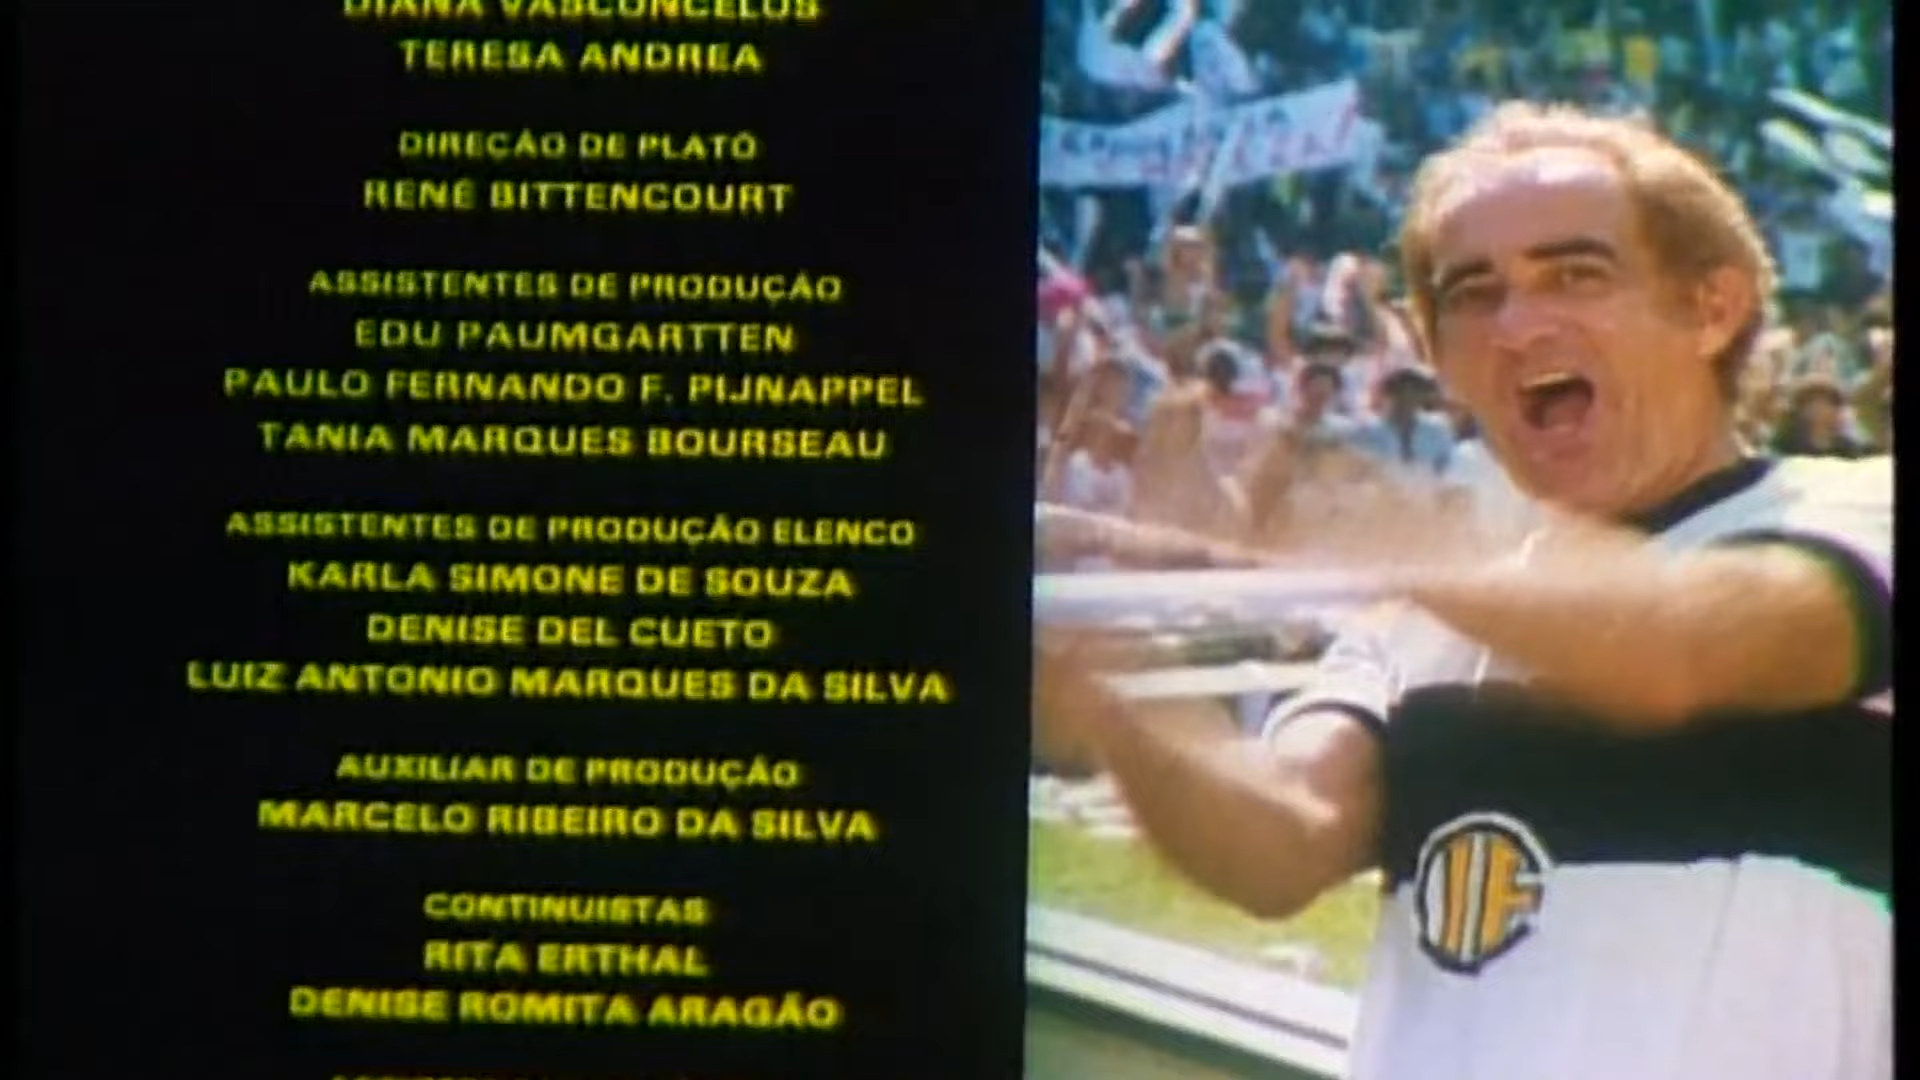 DIANA VASCONCELOS
TERESA ANDREA
DIREÇÃO DE PLATÔ
RENÉ BITTENCOURT
ASSISTENTES DE PRODUÇÃO
EDU PAUMGARTTEN
PAULO FERNANDO F. PIJNAPPEL
TANIA MARQUES BOURSEAU
ASSISTENTES DE PRODUÇÃO ELENCO
KARLA SIMONE DE SOUZA
DENISE DEL CUETO
LUIZ ANTONIO MARQUES DA SILVA
AUXILIAR DE PRODUÇÃO
MARCELO RIBEIRO DA SILVA
CONTINUISTAS
RITA ERTHAL
DENISE ROMITA ARAGÃO